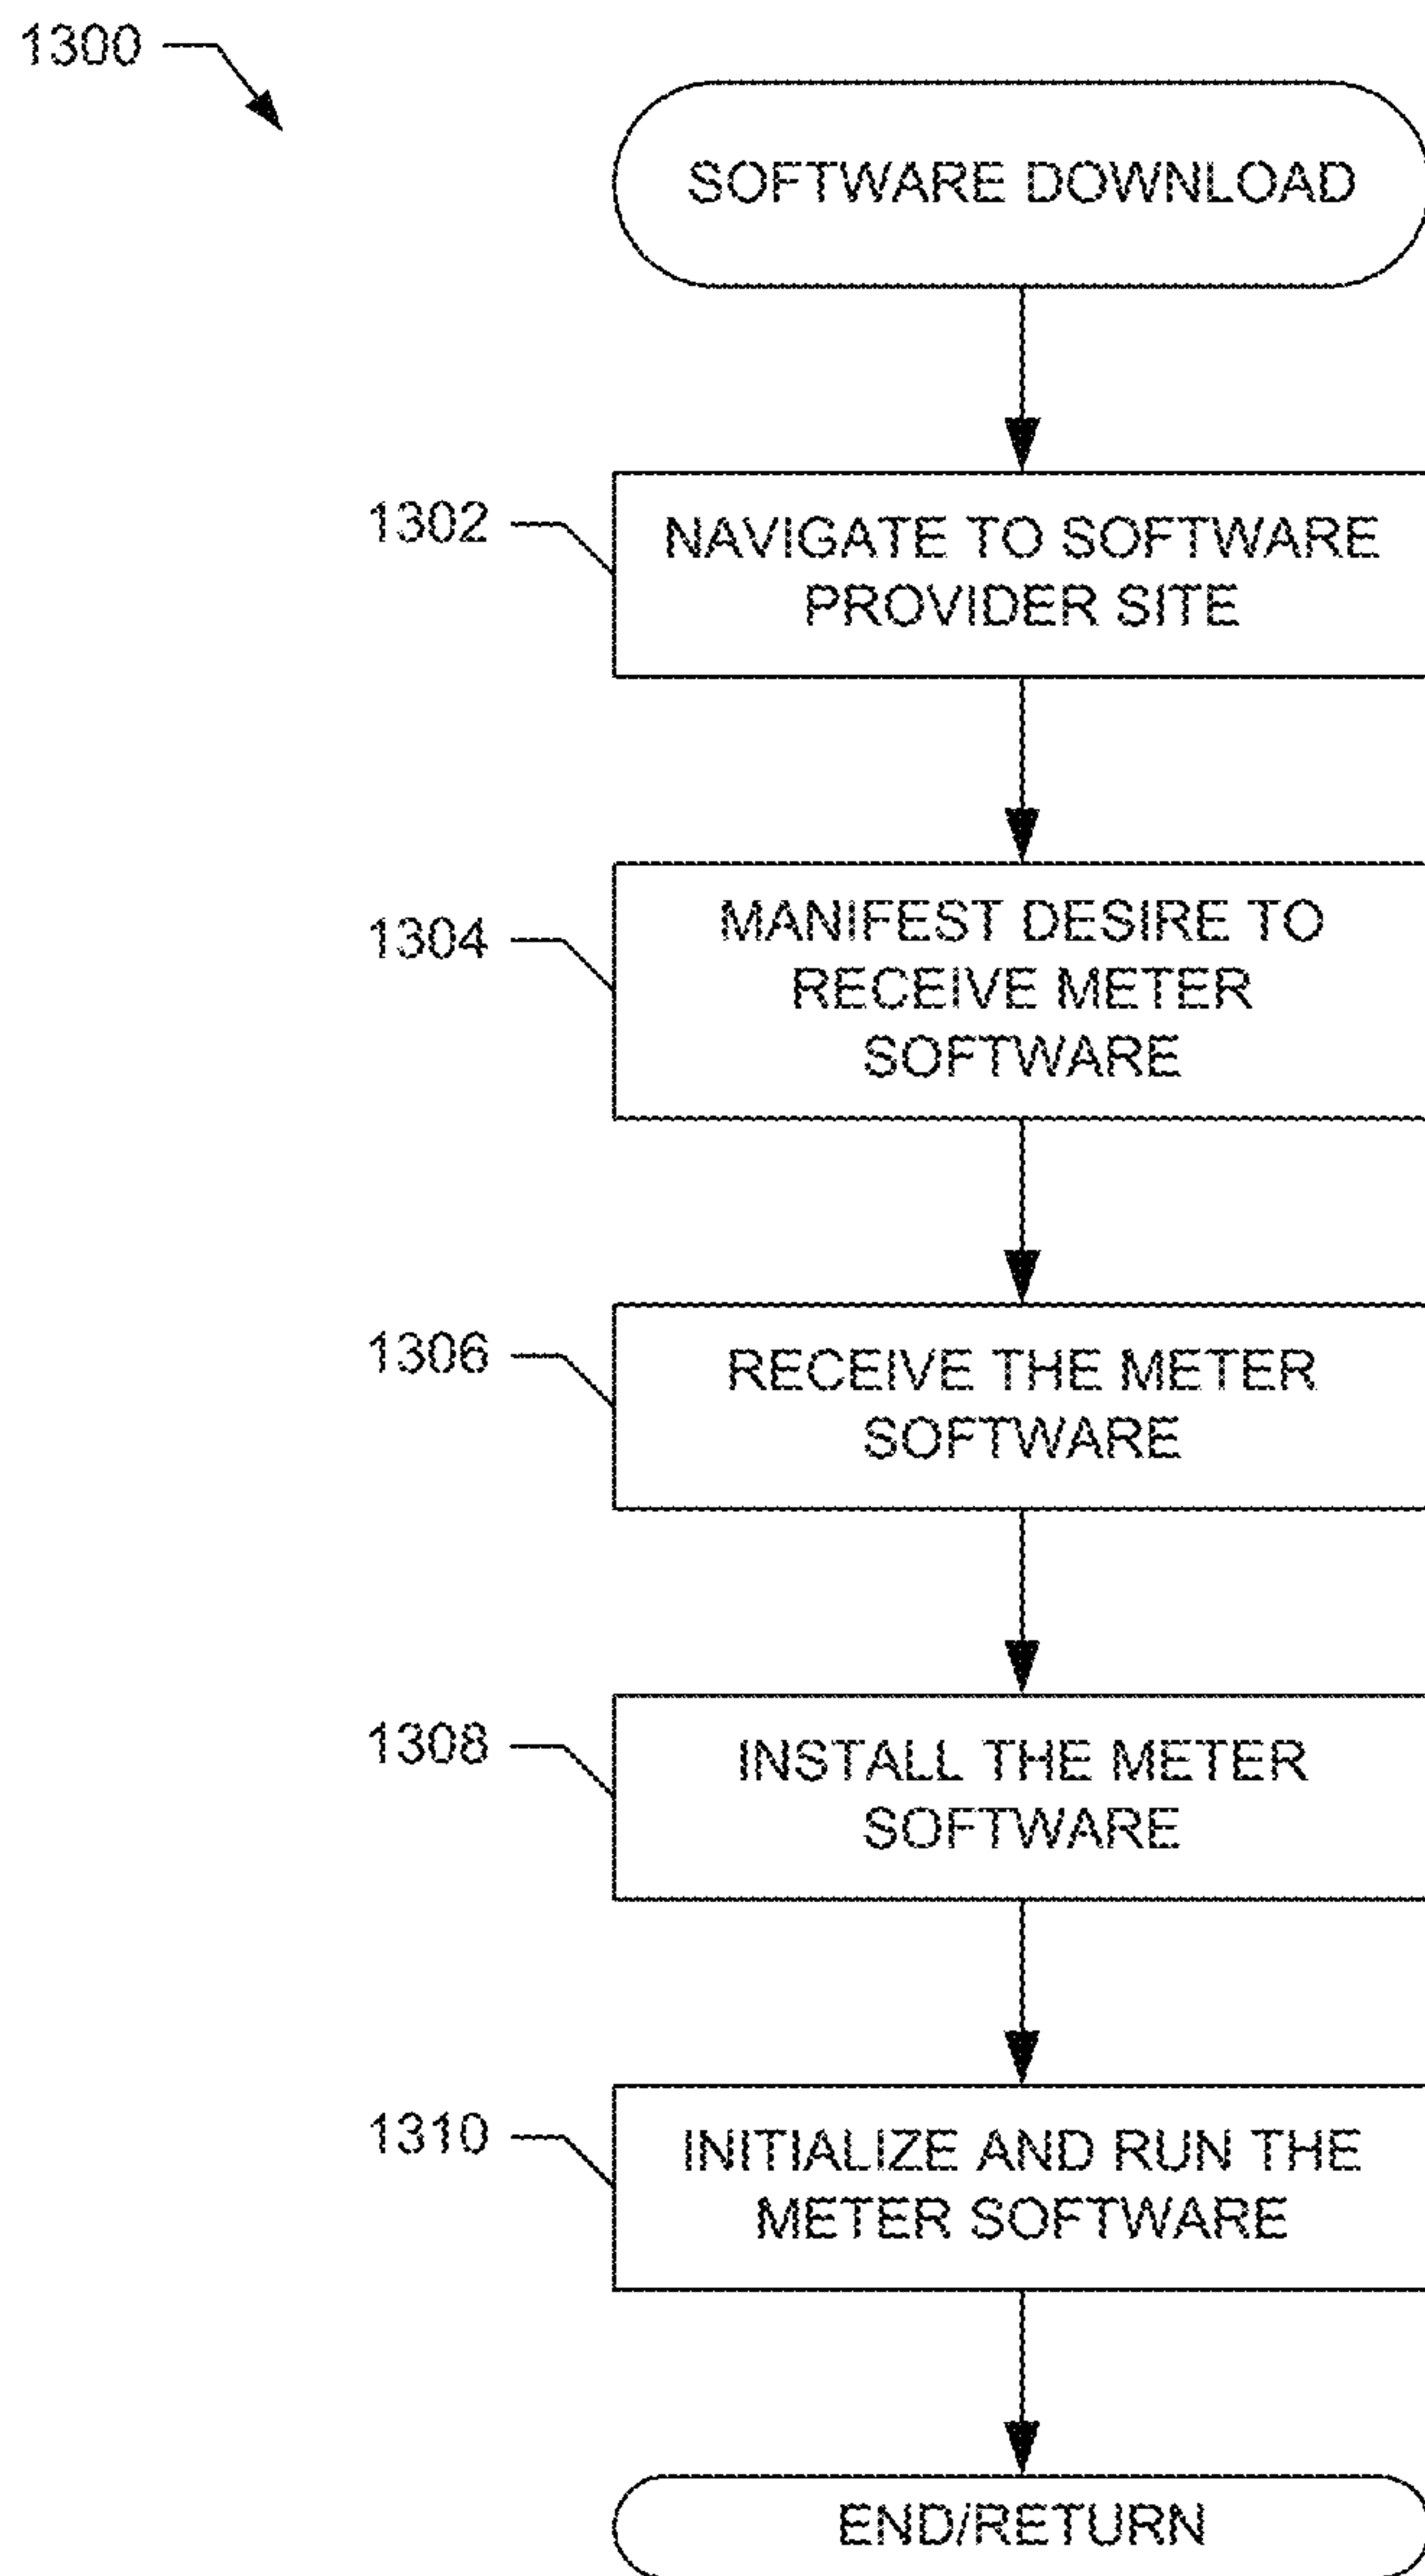 1300
SOFTWARE DOWNLOAD
1302
NAVIGATE TO SOFTWARE
PROVIDER SITE
1304
MANIFEST DESIRE TO
RECEIVE METER
SOFTWARE
1306
RECEIVE THE METER
SOFTWARE
1308
INSTALL THE METER
SOFTWARE
1310
INITIALIZE AND RUN THE
METER SOFTWARE
END/RETURN